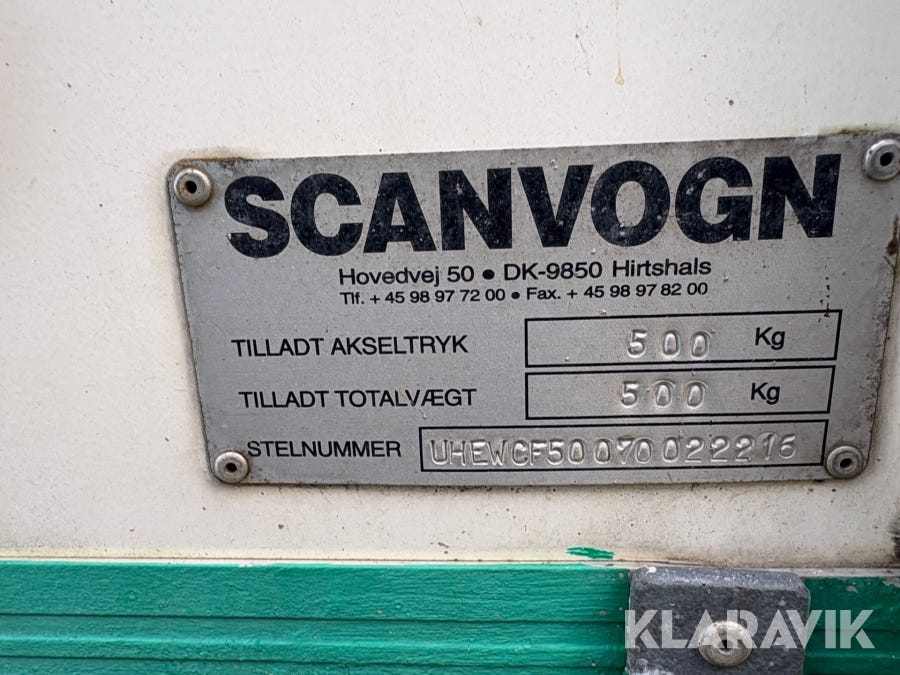 SCANVOGN
Hovedvej 50 • DK-9850 Hirtshals
Tlf. + 45 98 97 72 00 • Fax. + 45 98 97 82 00
TILLADT AKSELTRYK 500 Kg
TILLADT TOTALVÆGT 500 Kg
STELNUMMER UHEWCF50070022216
KLARAVIK